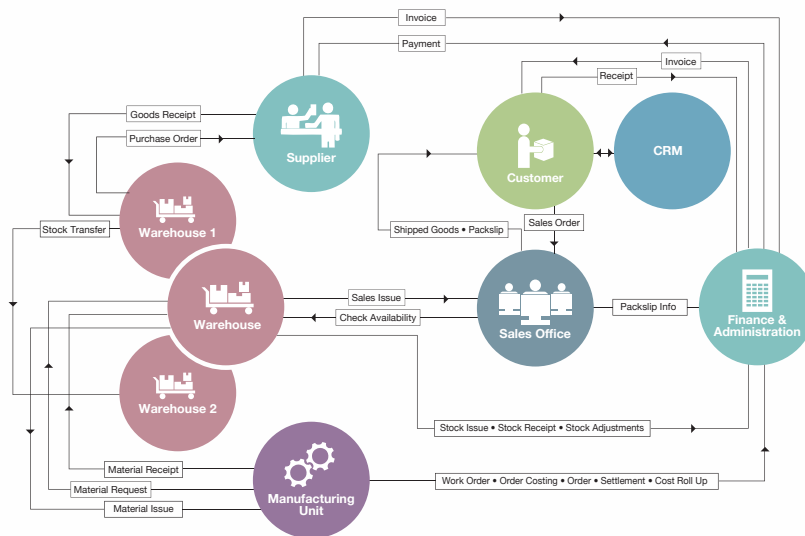 Invoice
Payment
Invoice
Receipt
Goods Receipt
Purchase Order
Supplier
Customer
CRM
Stock Transfer
Warehouse 1
Shipped Goods • Packslip
Sales Order
Sales Issue
Check Availability
Warehouse
Sales Office
Packslip Info
Finance &
Administration
Warehouse 2
Stock Issue • Stock Receipt • Stock Adjustments
Material Receipt
Material Request
Material Issue
Manufacturing
Unit
Work Order • Order Costing • Order • Settlement • Cost Roll Up